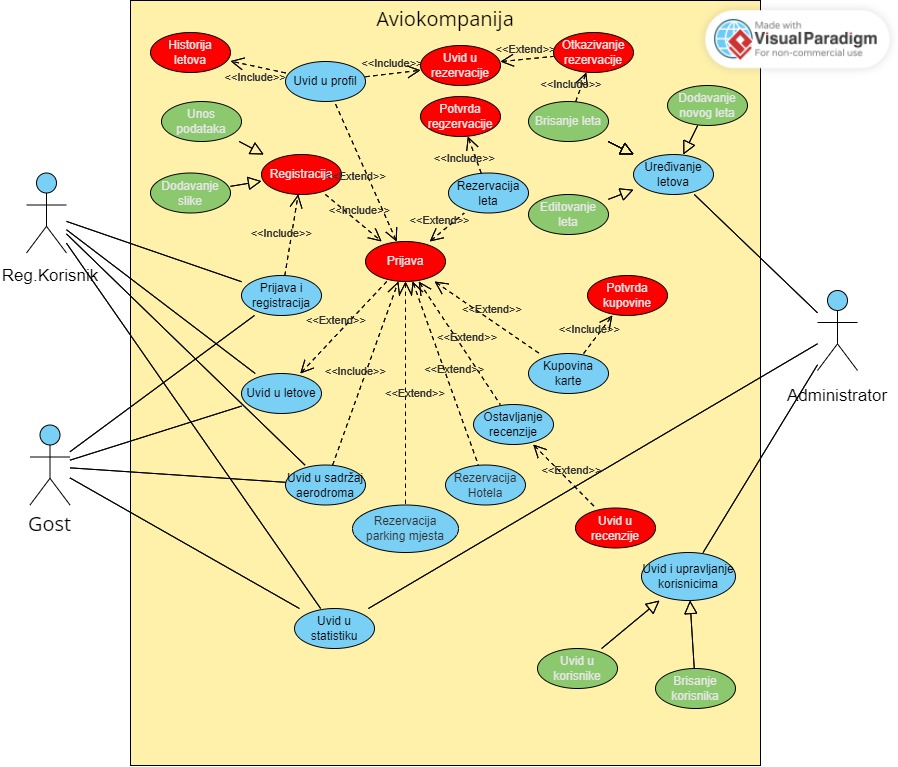 Aviokompanija
Made with
VisualParadigm
For non-commercial use
Historija
letova
<<Include>>
Uvid u profil
<<Include>>
Uvid u
rezervacije
<<Extend>>
Otkazivanje
rezervacije
<<Include>>
Unos
podataka
Potvrda
regzervacije
Brisanje leta
Dodavanje
novog leta
Dodavanje
slike
Registracija
<<Extend>>
<<Include>>
Rezervacija
leta
<<Include>>
<<Extend>>
Uređivanje
letova
Editovanje
leta
Reg.Korisnik
<<Include>>
Prijava
Prijava i
registracija
<<Extend>>
<<Extend>>
<<Include>>
Potvrda
kupovine
<<Include>>
Uvid u letove
<<Include>>
<<Extend>>
<<Extend>>
Kupovina
karte
Administrator
Ostavljanje
recenzije
Gost
Uvid u sadržaj
aerodroma
Rezervacija
Hotela
<<Extend>>
Rezervacija
parking mjesta
Uvid u
recenzije
Uvid i upravljanje
korisnicima
Uvid u
statistiku
Uvid u
korisnike
Brisanje
korisnika